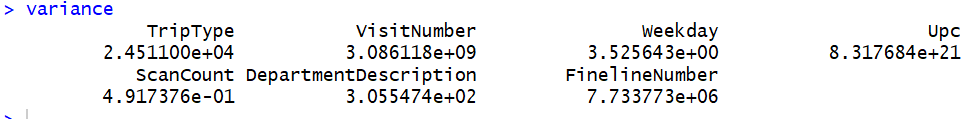 > variance
TripType VisitNumber Weekday Upc
2.451100e+04 3.086118e+09 3.525643e+00 8.317684e+21
ScanCount DepartmentDescription FinelineNumber
4.917376e-01 3.055474e+02 7.733773e+06
>